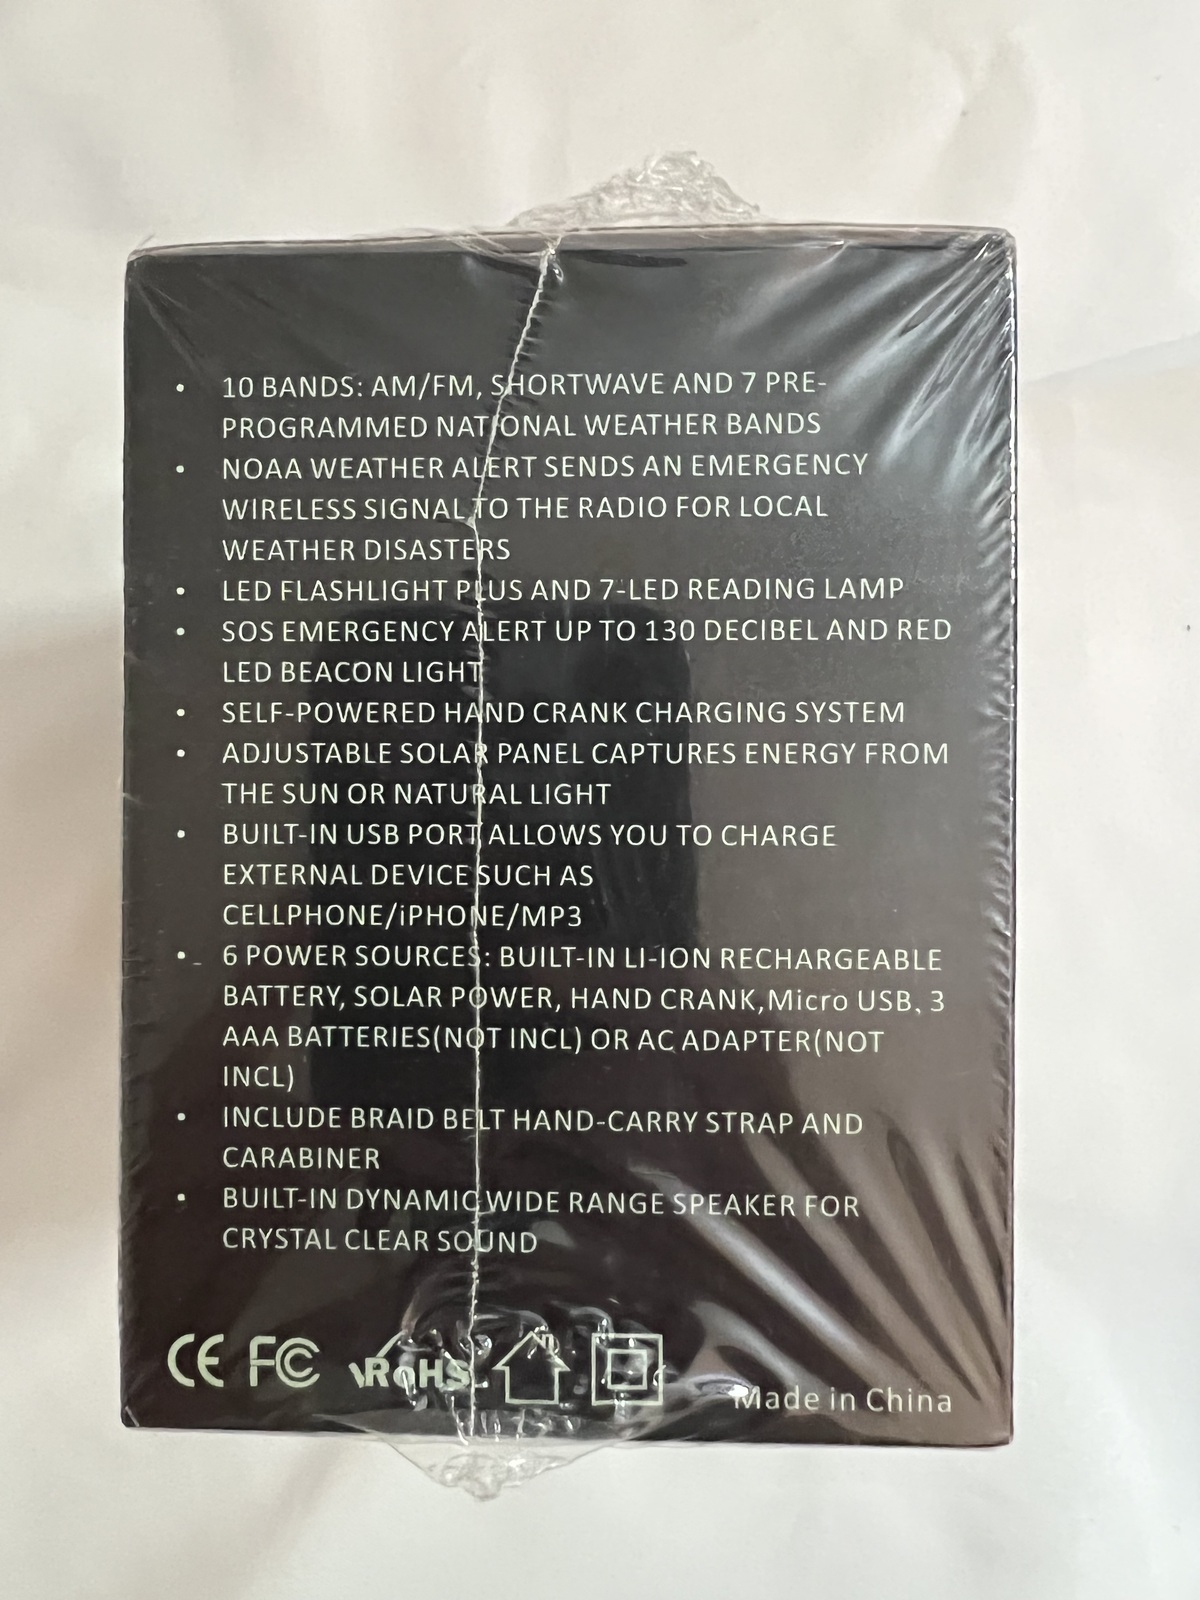 • 10 BANDS: AM/FM, SHORTWAVE AND 7 PRE-
PROGRAMMED NATIONAL WEATHER BANDS
• NOAA WEATHER ALERT SENDS AN EMERGENCY
WIRELESS SIGNAL TO THE RADIO FOR LOCAL
WEATHER DISASTERS
• LED FLASHLIGHT PLUS AND 7-LED READING LAMP
• SOS EMERGENCY ALERT UP TO 130 DECIBEL AND RED
LED BEACON LIGHT
• SELF-POWERED HAND CRANK CHARGING SYSTEM
• ADJUSTABLE SOLAR PANEL CAPTURES ENERGY FROM
THE SUN OR NATURAL LIGHT
• BUILT-IN USB PORT ALLOWS YOU TO CHARGE
EXTERNAL DEVICE SUCH AS
CELLPHONE/iPHONE/MP3
• 6 POWER SOURCES: BUILT-IN LI-ION RECHARGEABLE
BATTERY, SOLAR POWER, HAND CRANK,Micro USB, 3
AAA BATTERIES(NOT INCL) OR AC ADAPTER(NOT
INCL)
• INCLUDE BRAID BELT HAND-CARRY STRAP AND
CARABINER
• BUILT-IN DYNAMIC WIDE RANGE SPEAKER FOR
CRYSTAL CLEAR SOUND
CE FC RoHS Made in China